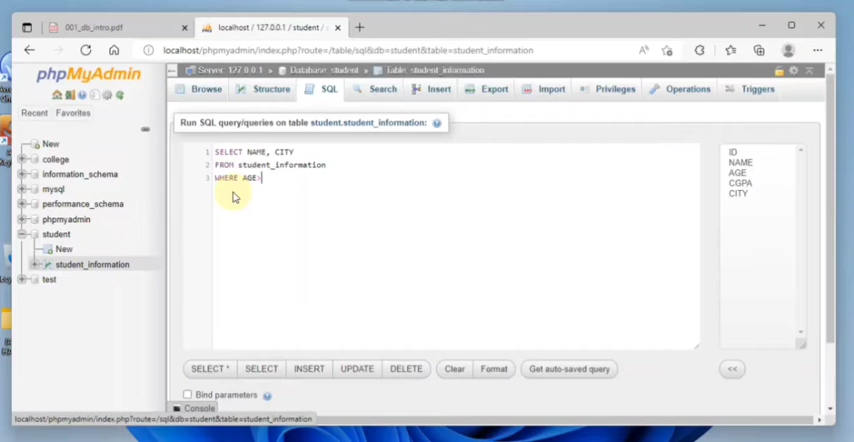 001_db_intro.pdf
localhost / 127.0.0.1 / student / s
localhost/phpmyadmin/index.php?route=/table/sql&db=student&table=student_information
phpMyAdmin
Recent Favorites
New
college
information_schema
mysql
performance_schema
phpmyadmin
student
New
student_information
test
Server: 127.0.0.1 Database: student Table: student_information
Browse Structure SQL Search Insert Export Import Privileges Operations Triggers
Run SQL query/queries on table student.student_information:
1 SELECT NAME, CITY
2 FROM student_information
3 WHERE AGE>
ID
NAME
AGE
CGPA
CITY
SELECT * SELECT INSERT UPDATE DELETE Clear Format Get auto-saved query <<
Bind parameters
Console
localhost/phpmyadmin/index.php?route=/sql&db=student&table=student_information